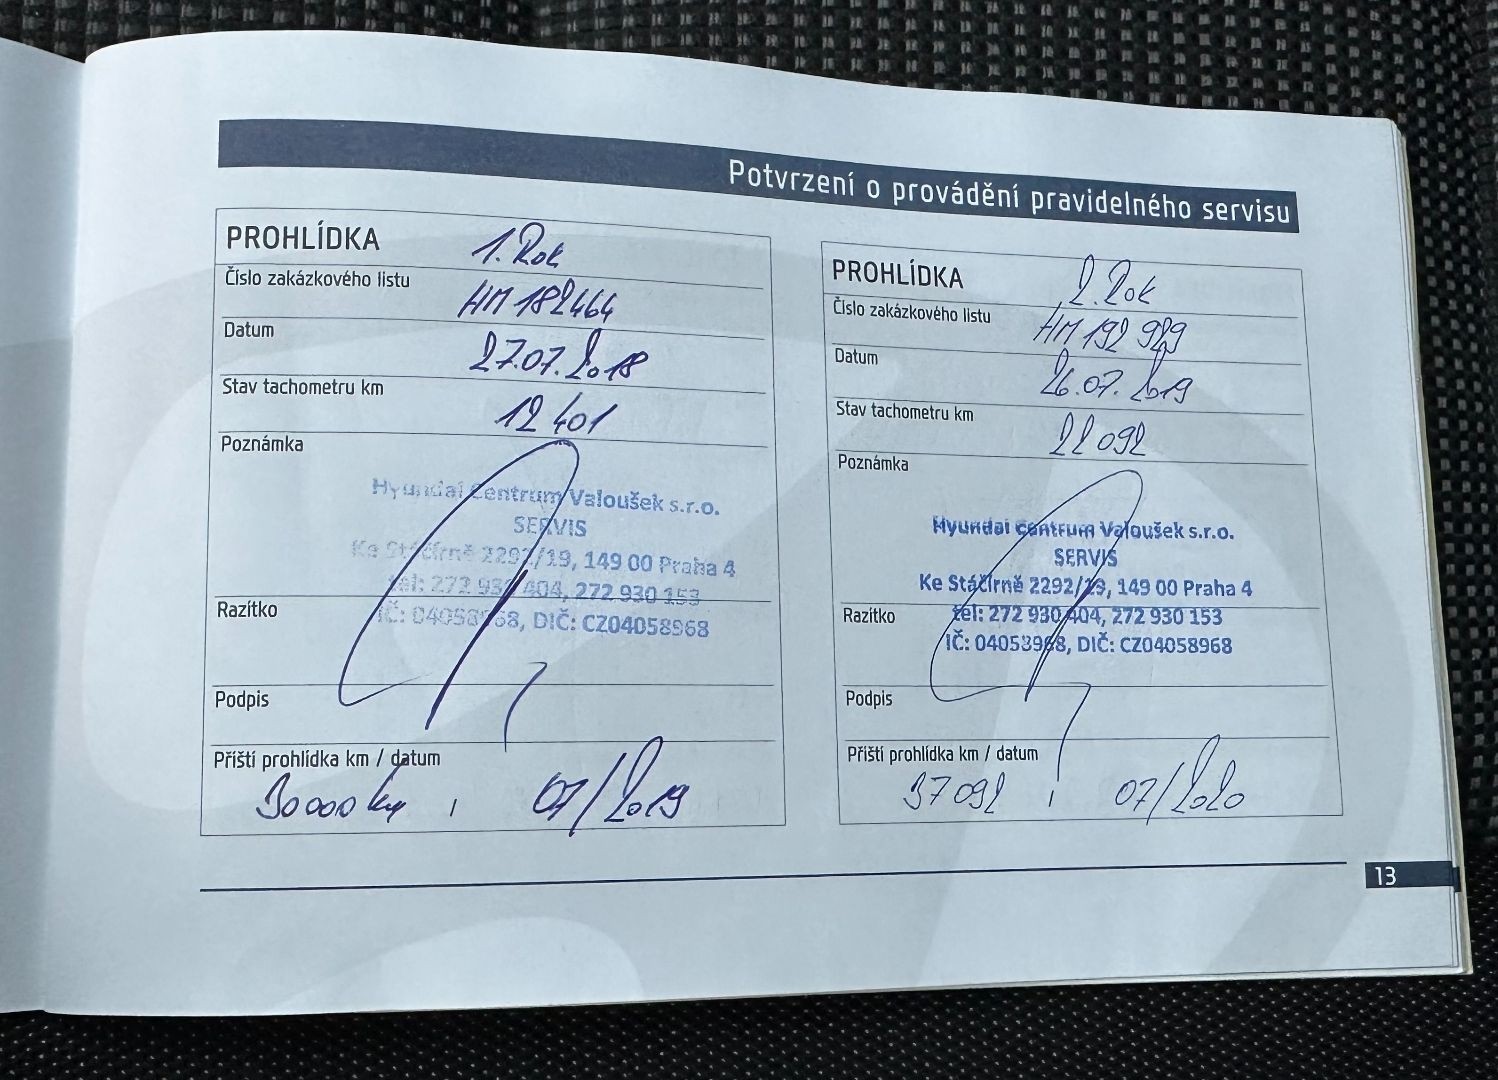 Potvrzení o provádění pravidelného servisu
PROHLÍDKA 1. Rok
Číslo zakázkového listu HM 182464
Datum 27.07.2018
Stav tachometru km 12 401
Poznámka
Hyundai Centrum Valoušek s.r.o.
SERVIS
Ke Stáčírně 2292/19, 149 00 Praha 4
tel: 272 930 404, 272 930 153
Razítko
IČ: 04058968, DIČ: CZ04058968
Podpis
Příští prohlídka km / datum
30000 km / 07/2019
PROHLÍDKA 2. Rok
Číslo zakázkového listu HM 192 929
Datum 26.07.2019
Stav tachometru km 22 092
Poznámka
Hyundai Centrum Valoušek s.r.o.
SERVIS
Ke Stáčírně 2292/19, 149 00 Praha 4
Razítko tel: 272 930 404, 272 930 153
IČ: 04058968, DIČ: CZ04058968
Podpis
Příští prohlídka km / datum
37 092 / 07/2020
13